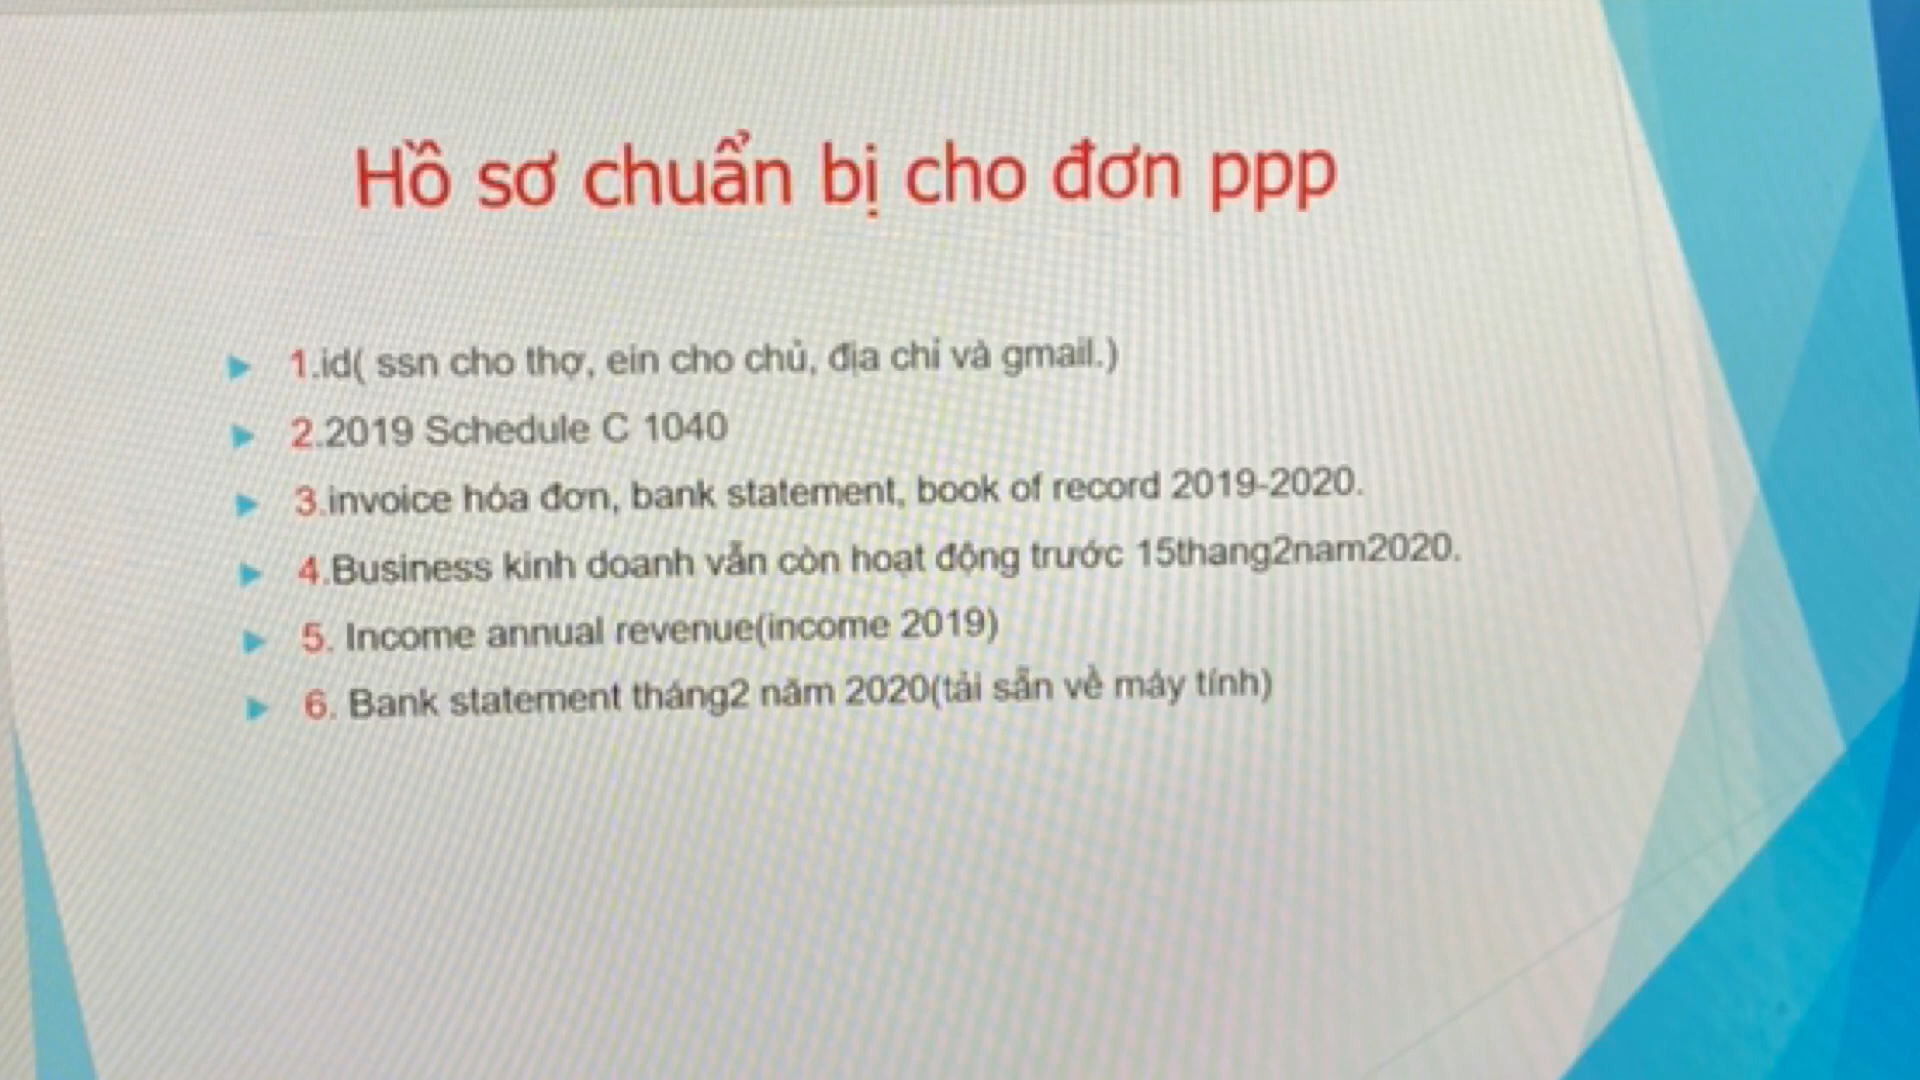 Hồ sơ chuẩn bị cho đơn ppp
1.id( ssn cho thợ, ein cho chủ, địa chỉ và gmail.)
2.2019 Schedule C 1040
3.invoice hóa đơn, bank statement, book of record 2019-2020.
4.Business kinh doanh vẫn còn hoạt động trước 15thang2nam2020.
5. Income annual revenue(income 2019)
6. Bank statement tháng2 năm 2020(tải sẵn về máy tính)